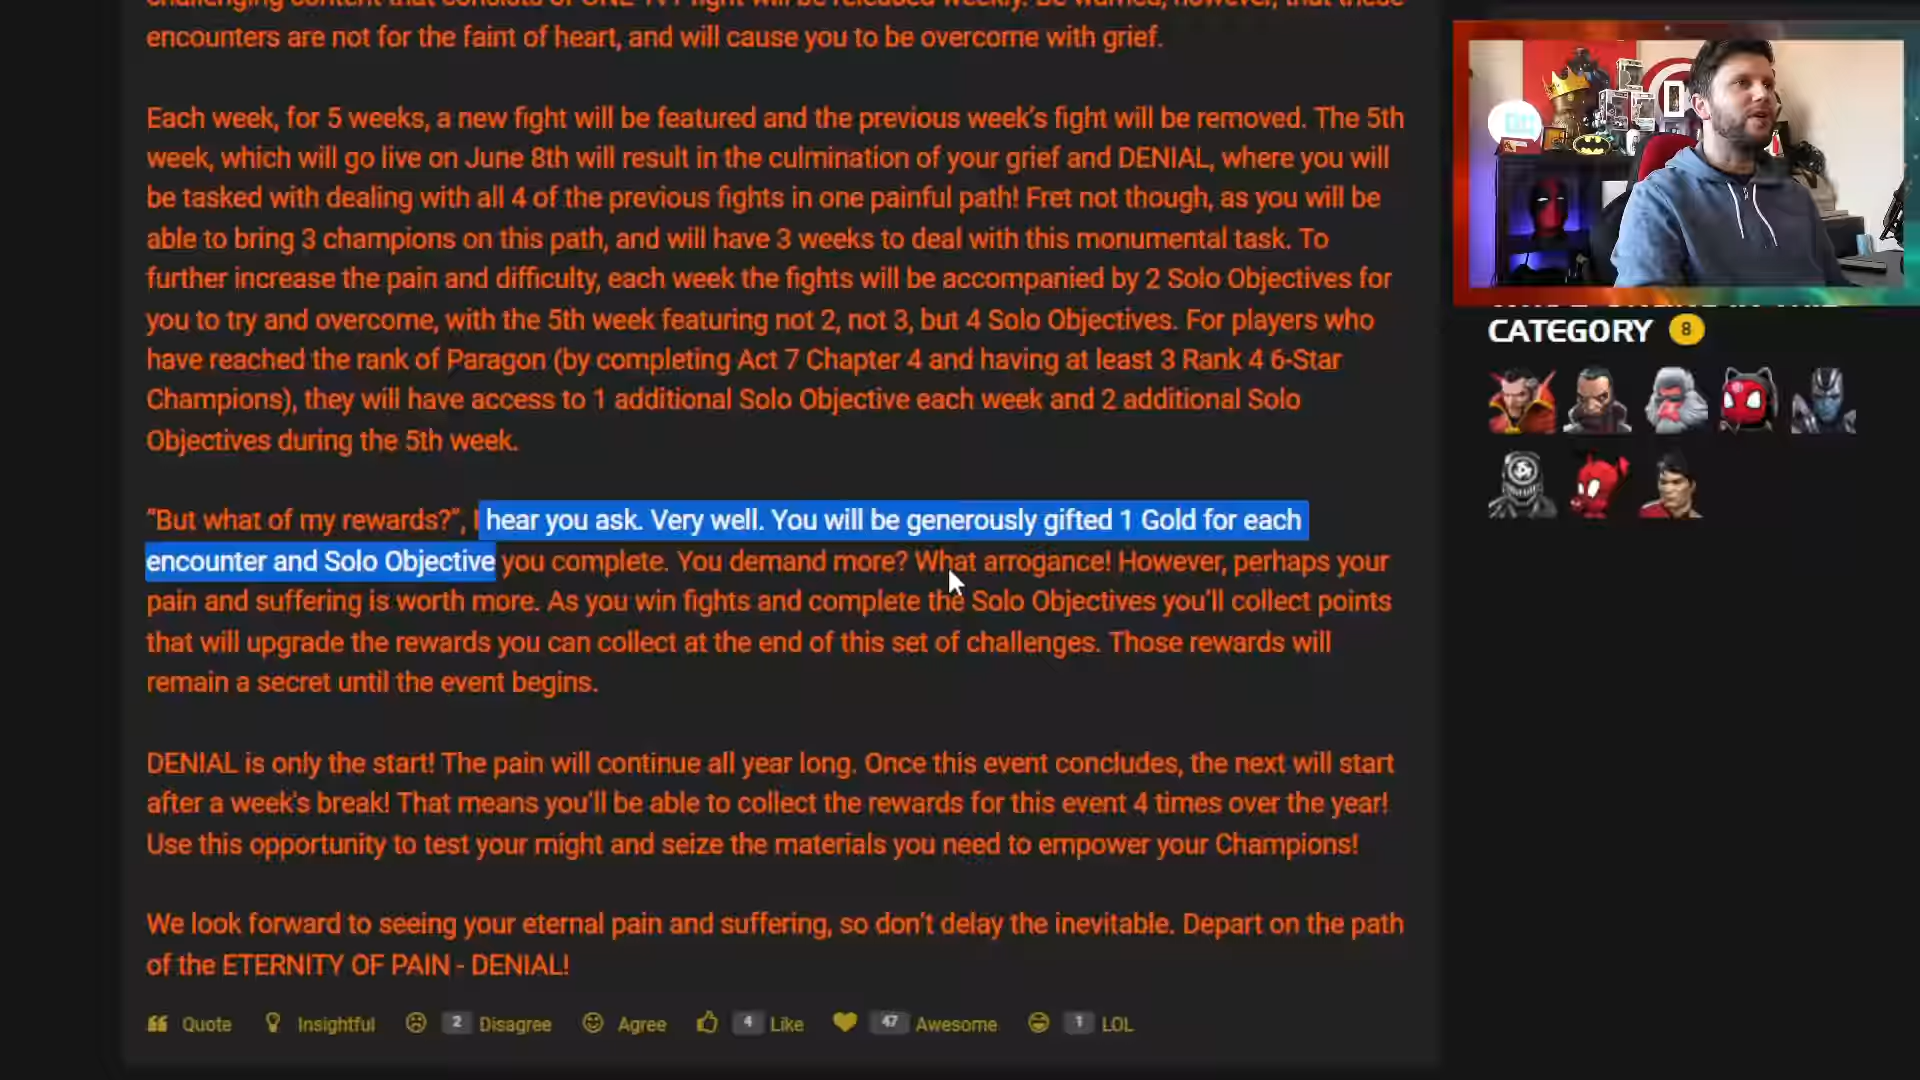 challenging content that consists of ONE 1v1 fight will be released weekly. Be warned, however, that these
encounters are not for the faint of heart, and will cause you to be overcome with grief.
Each week, for 5 weeks, a new fight will be featured and the previous week's fight will be removed. The 5th
week, which will go live on June 8th will result in the culmination of your grief and DENIAL, where you will
be tasked with dealing with all 4 of the previous fights in one painful path! Fret not though, as you will be
able to bring 3 champions on this path, and will have 3 weeks to deal with this monumental task. To
further increase the pain and difficulty, each week the fights will be accompanied by 2 Solo Objectives for
you to try and overcome, with the 5th week featuring not 2, not 3, but 4 Solo Objectives. For players who
have reached the rank of Paragon (by completing Act 7 Chapter 4 and having at least 3 Rank 4 6-Star
Champions), they will have access to 1 additional Solo Objective each week and 2 additional Solo
Objectives during the 5th week.
"But what of my rewards?", I hear you ask. Very well. You will be generously gifted 1 Gold for each
encounter and Solo Objective you complete. You demand more? What arrogance! However, perhaps your
pain and suffering is worth more. As you win fights and complete the Solo Objectives you'll collect points
that will upgrade the rewards you can collect at the end of this set of challenges. Those rewards will
remain a secret until the event begins.
DENIAL is only the start! The pain will continue all year long. Once this event concludes, the next will start
after a week's break! That means you'll be able to collect the rewards for this event 4 times over the year!
Use this opportunity to test your might and seize the materials you need to empower your Champions!
We look forward to seeing your eternal pain and suffering, so don't delay the inevitable. Depart on the path
of the ETERNITY OF PAIN - DENIAL!
Quote Insightful 2 Disagree Agree 4 Like 47 Awesome 1 LOL
CATEGORY 8